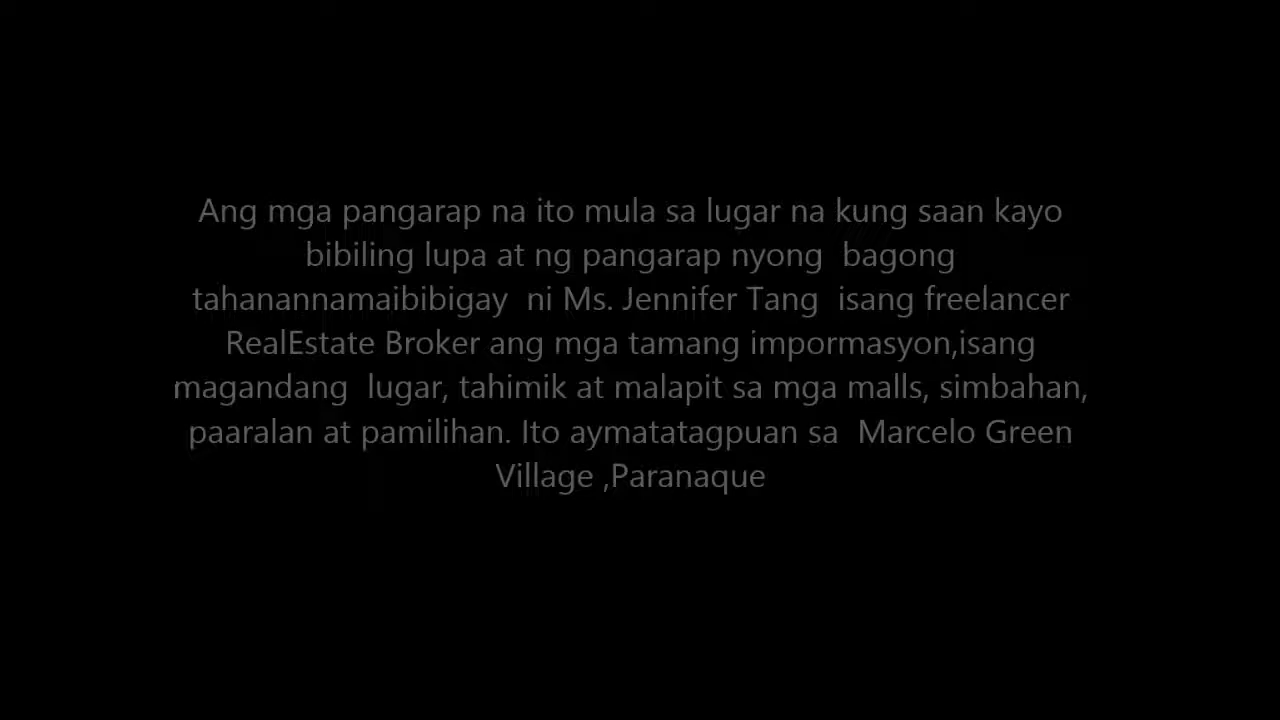 Ang mga pangarap na ito mula sa lugar na kung saan kayo
bibiling lupa at ng pangarap nyong  bagong
tahanannamaibibigay  ni Ms. Jennifer Tang  isang freelancer
RealEstate Broker ang mga tamang impormasyon,isang
magandang  lugar, tahimik at malapit sa mga malls, simbahan,
paaralan at pamilihan. Ito aymatatagpuan sa  Marcelo Green
Village ,Paranaque